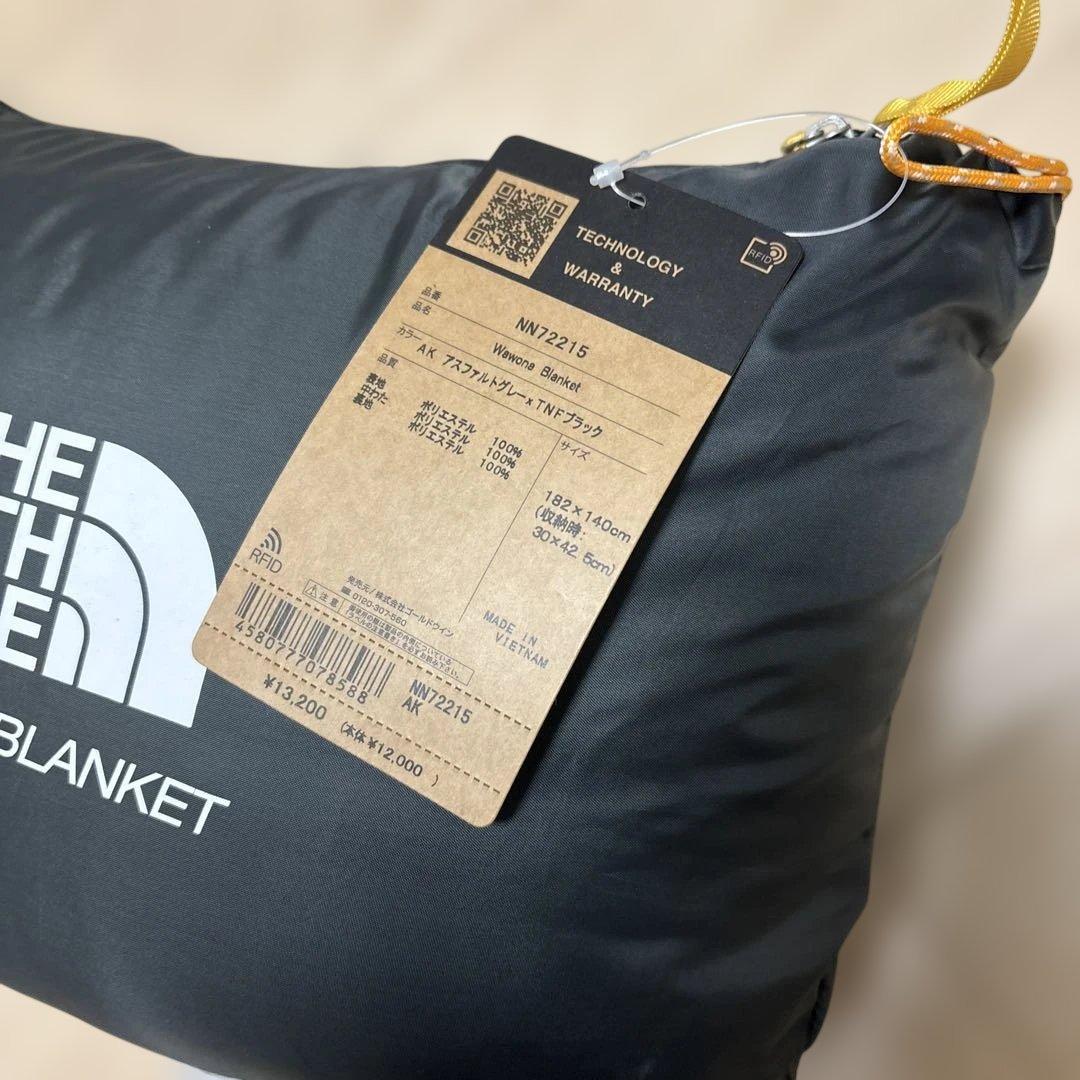 TECHNOLOGY
&
WARRANTY
RFID
品番
NN72215
品名
Wawona Blanket
カラー
AK アスファルトグレーxTNFブラック
品質
表地 ポリエステル 100%
中わた ポリエステル 100%
裏地 ポリエステル 100%
サイズ
182×140cm
(収納時:
30×42.5cm)
RFID
発売元/株式会社ゴールドウイン
0120-307-560
注意
MADE IN
VIETNAM
4580777078588
NN72215
AK
¥13,200 (本体¥12,000 )
HE
TH
E
BLANKET